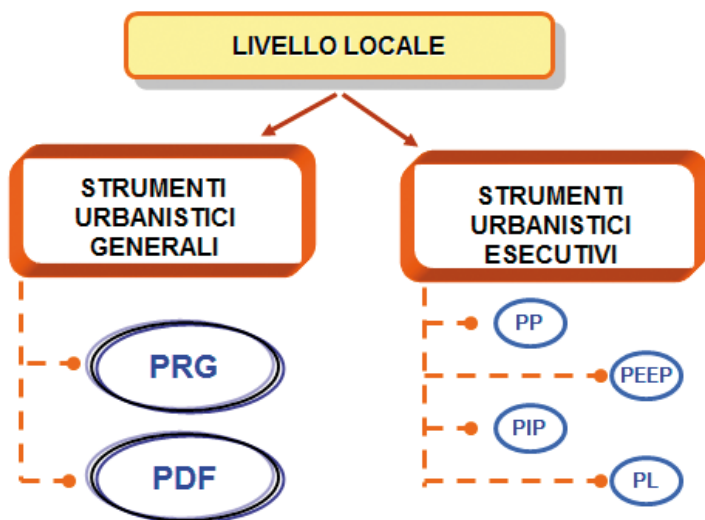 LIVELLO LOCALE
STRUMENTI
URBANISTICI
GENERALI
PRG
PDF
STRUMENTI
URBANISTICI
ESECUTIVI
PP
PEEP
PIP
PL